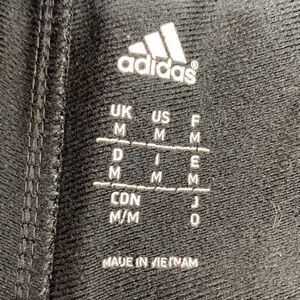 adidas®
UK US F
M M M
D I E
M M M
CDN J
M/M O
MADE IN VIETNAM